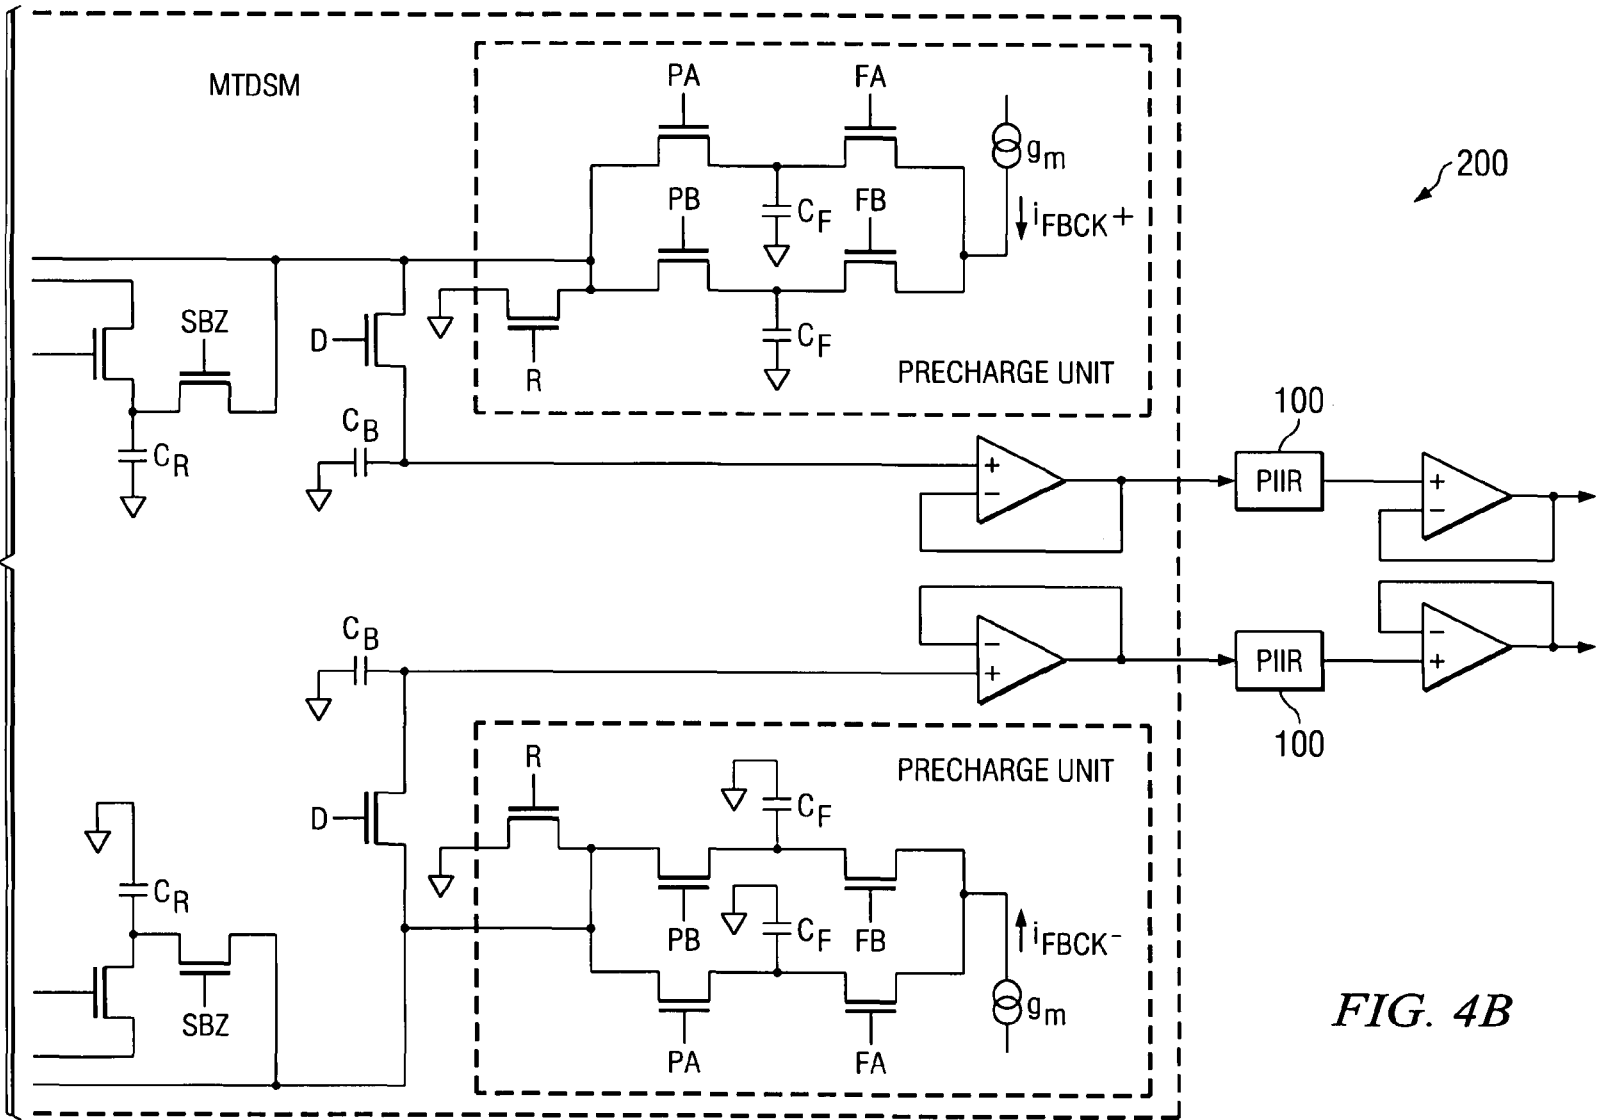 MTDSM
PA
FA
gm
200
PB
CF
FB
iFBCK+
SBZ
D
CF
R
PRECHARGE UNIT
CR
CB
+
−
100
PIIR
+
−
CB
−
+
PIIR
100
−
+
R
PRECHARGE UNIT
CF
D
CR
PB
CF
FB
iFBCK−
SBZ
gm
PA
FA
FIG. 4B